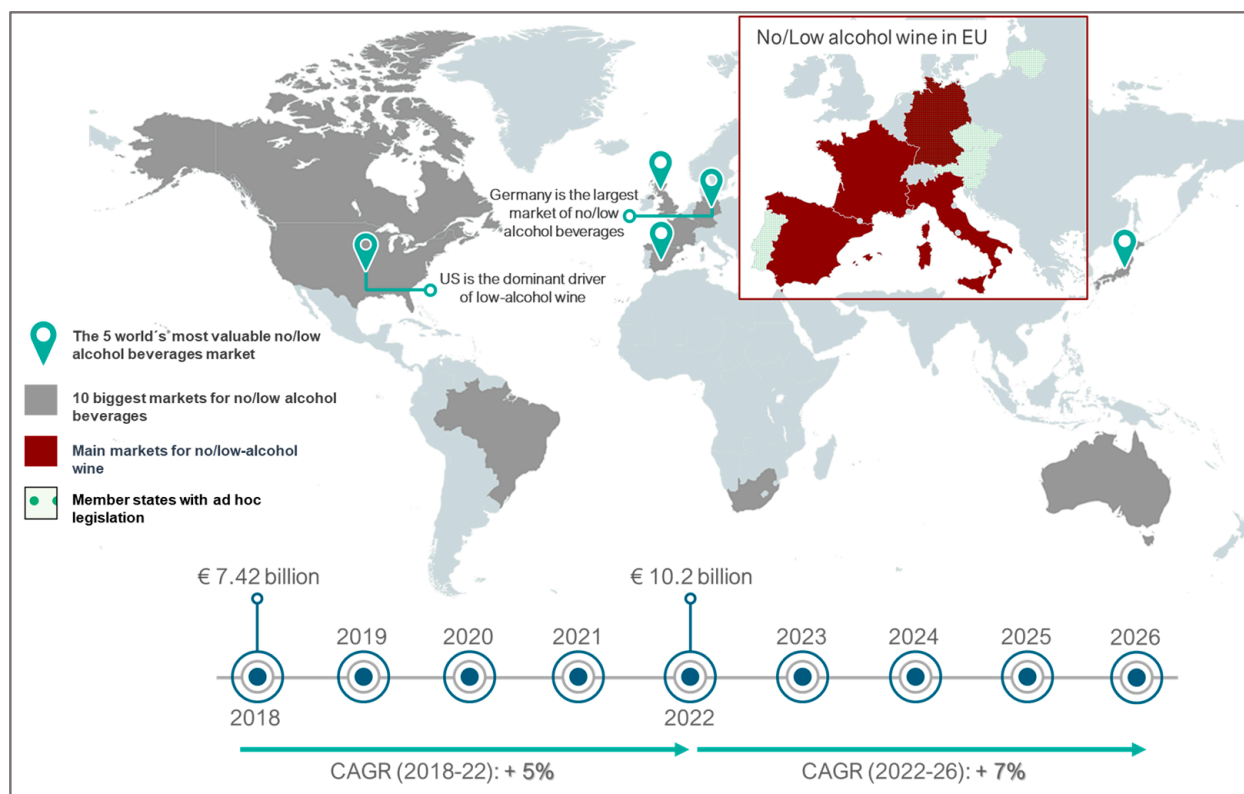 No/Low alcohol wine in EU
Germany is the largest
market of no/low
alcohol beverages
US is the dominant driver
of low-alcohol wine
The 5 world´s most valuable no/low
alcohol beverages market
10 biggest markets for no/low alcohol
beverages
Main markets for no/low-alcohol
wine
Member states with ad hoc
legislation
€ 7.42 billion
€ 10.2 billion
2019
2020
2021
2023
2024
2025
2026
2018
2022
CAGR (2018-22): + 5%
CAGR (2022-26): + 7%